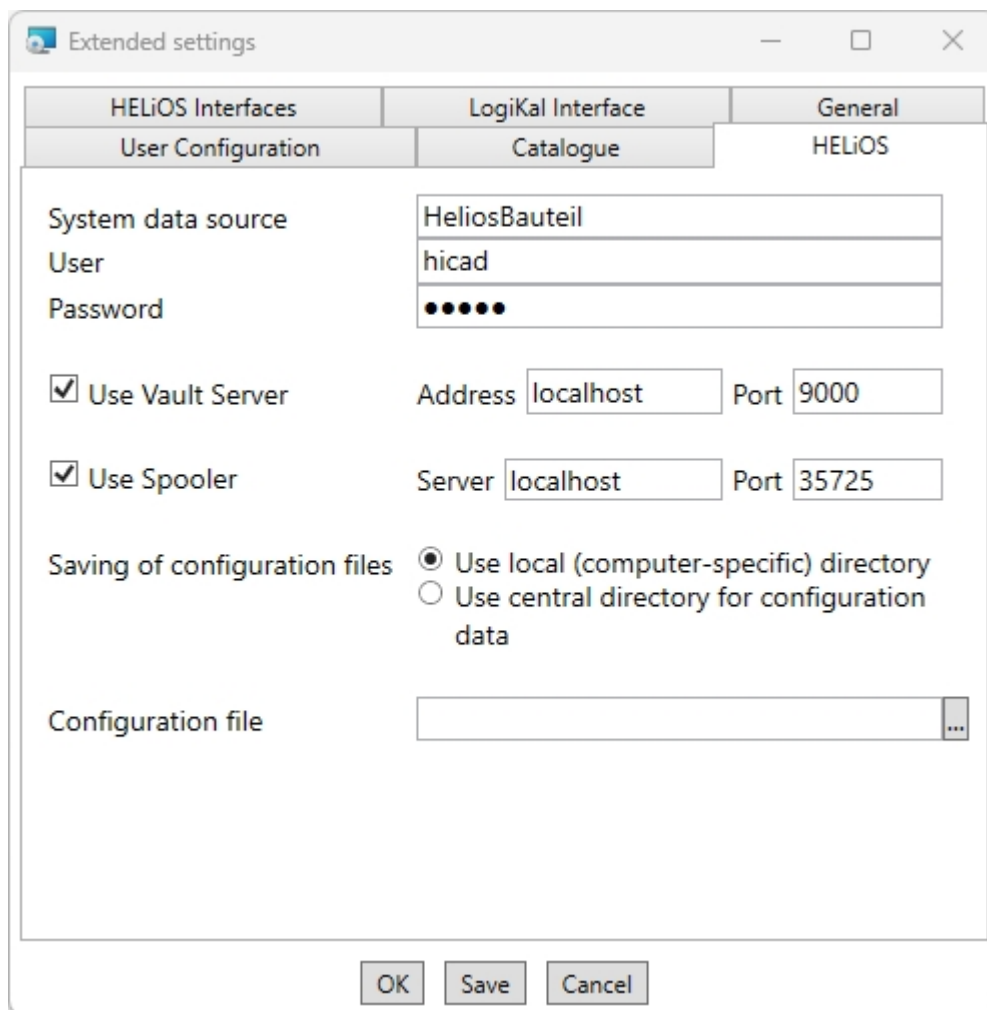 Extended settings
HELiOS Interfaces LogiKal Interface General
User Configuration Catalogue HELiOS
System data source HeliosBauteil
User hicad
Password ●●●●●
Use Vault Server Address localhost Port 9000
Use Spooler Server localhost Port 35725
Saving of configuration files Use local (computer-specific) directory
Use central directory for configuration
data
Configuration file ...
OK Save Cancel